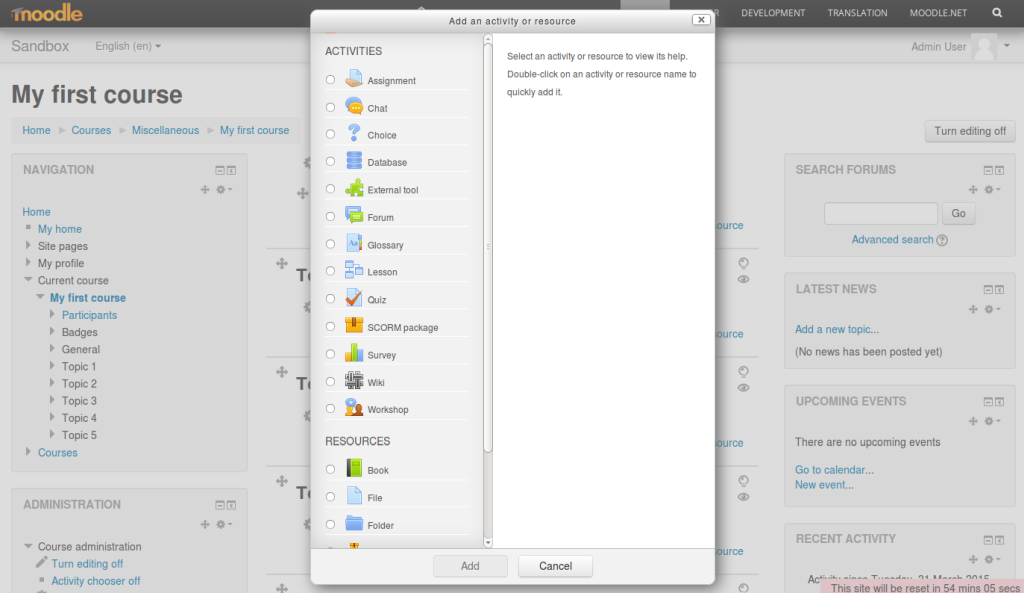 moodle
DEVELOPMENT
TRANSLATION
MOODLE.NET
Sandbox
English (en)
Admin User
My first course
Home
Courses
Miscellaneous
My first course
Turn editing off
NAVIGATION
Home
My home
Site pages
My profile
Current course
My first course
Participants
Badges
General
Topic 1
Topic 2
Topic 3
Topic 4
Topic 5
Courses
ADMINISTRATION
Course administration
Turn editing off
Activity chooser off
Add an activity or resource
ACTIVITIES
Assignment
Chat
Choice
Database
External tool
Forum
Glossary
Lesson
Quiz
SCORM package
Survey
Wiki
Workshop
RESOURCES
Book
File
Folder
Select an activity or resource to view its help.
Double-click on an activity or resource name to
quickly add it.
Add
Cancel
SEARCH FORUMS
Go
Advanced search
LATEST NEWS
Add a new topic...
(No news has been posted yet)
UPCOMING EVENTS
There are no upcoming events
Go to calendar...
New event...
RECENT ACTIVITY
Activity since Tuesday, 31 March 2015
This site will be reset in 54 mins 05 secs